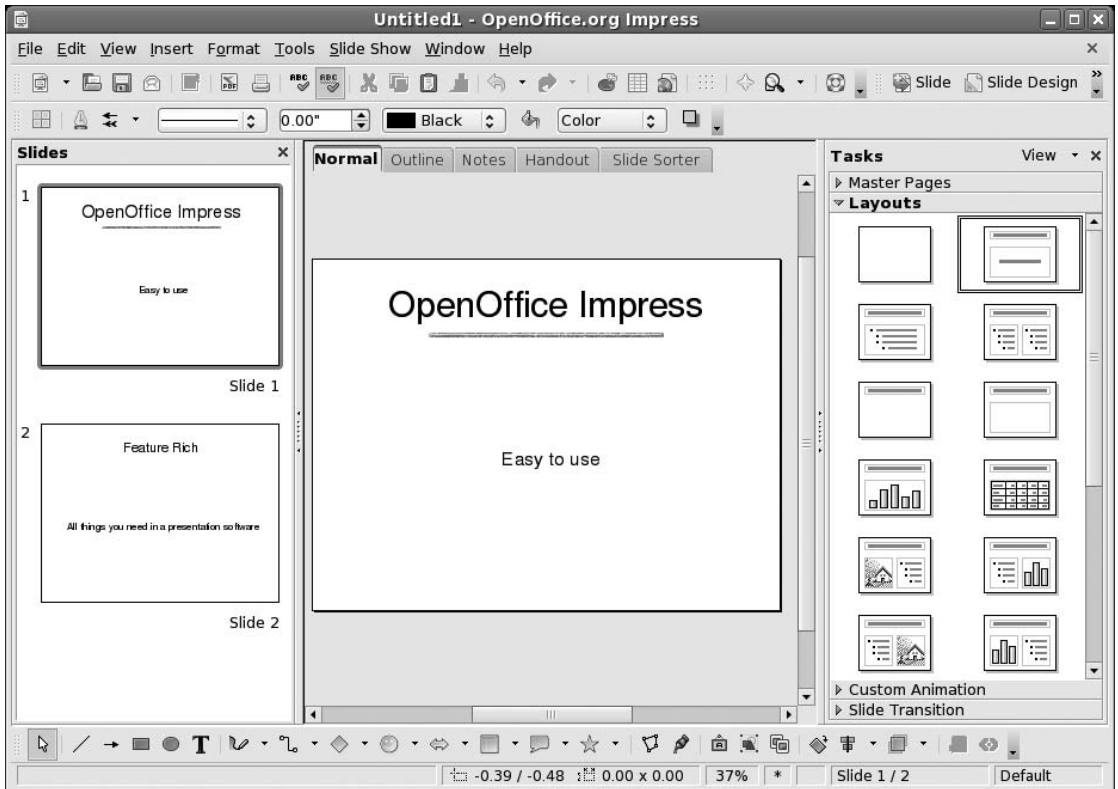 Untitled1 - OpenOffice.org Impress
File Edit View Insert Format Tools Slide Show Window Help
PDF ABC ABC Slide Slide Design
0.00" Black Color
Slides
Normal Outline Notes Handout Slide Sorter
Tasks View
1
OpenOffice Impress
Easy to use
Slide 1
2
Feature Rich
All things you need in a presentation software
Slide 2
OpenOffice Impress
Easy to use
Master Pages
Layouts
Custom Animation
Slide Transition
T
-0.39 / -0.48 0.00 x 0.00 37% * Slide 1 / 2 Default